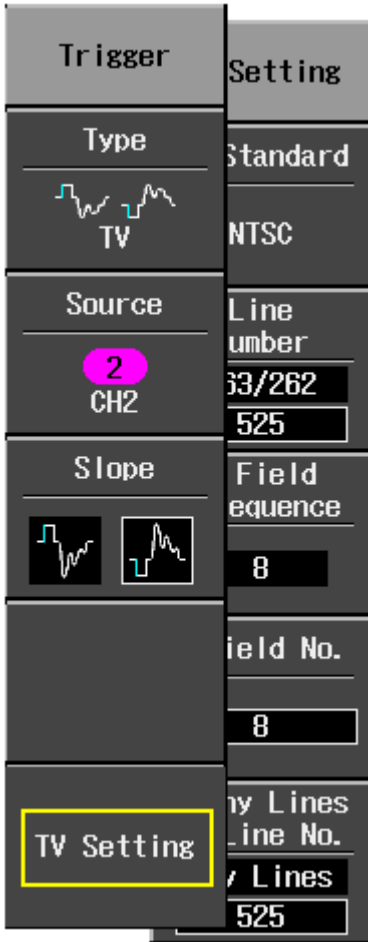 Trigger
Type
TV
Source
2
CH2
Slope
TV Setting
Setting
Standard
NTSC
Line
umber
63/262
525
Field
equence
8
ield No.
8
ny Lines
Line No.
y Lines
525